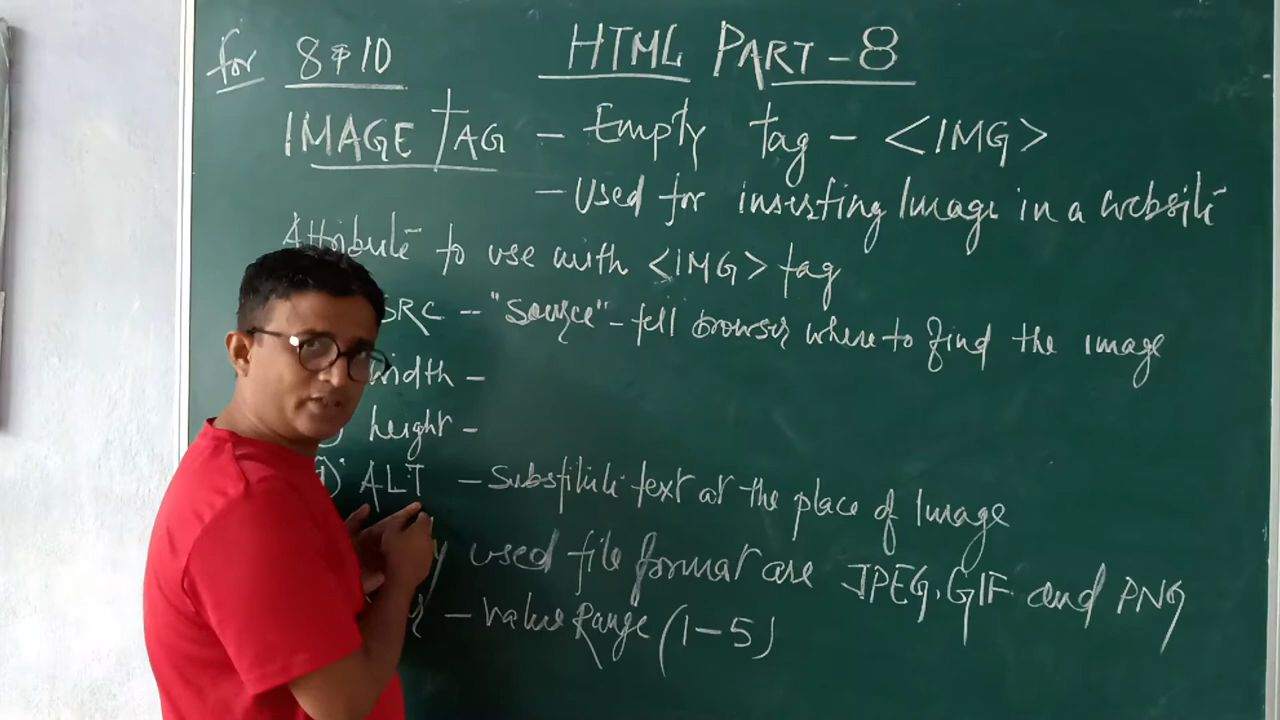 for 8 & 10
HTML PART - 8
IMAGE TAG - Empty tag - <IMG>
- Used for inserting Image in a website
Attribute to use with <IMG> tag
SRC - "Source" - tell browser where to find the image
width -
height -
ALT - Substitute text at the place of Image
used file format are JPEG, GIF and PNG
- Value Range (1-5)